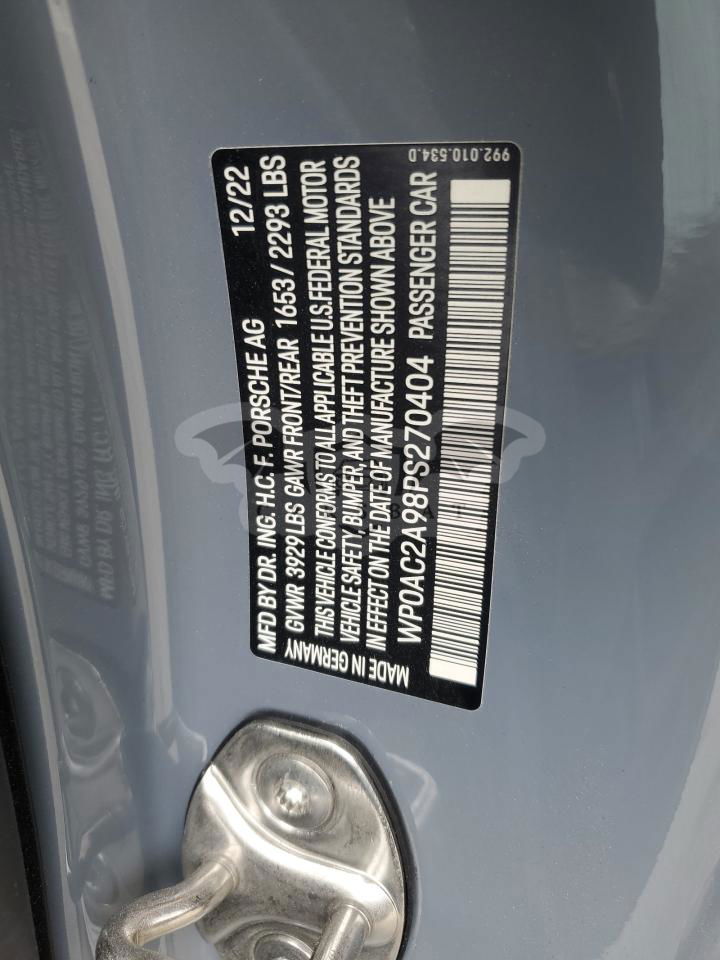 MFD BY DR. ING. H.C. F. PORSCHE AG 12/22
GVWR 3929 LBS GAWR FRONT/REAR 1653 / 2293 LBS
THIS VEHICLE CONFORMS TO ALL APPLICABLE U.S. FEDERAL MOTOR
VEHICLE SAFETY, BUMPER, AND THEFT PREVENTION STANDARDS
IN EFFECT ON THE DATE OF MANUFACTURE SHOWN ABOVE
MADE IN GERMANY WP0AC2A98PS270404 PASSENGER CAR
992.010.534.D